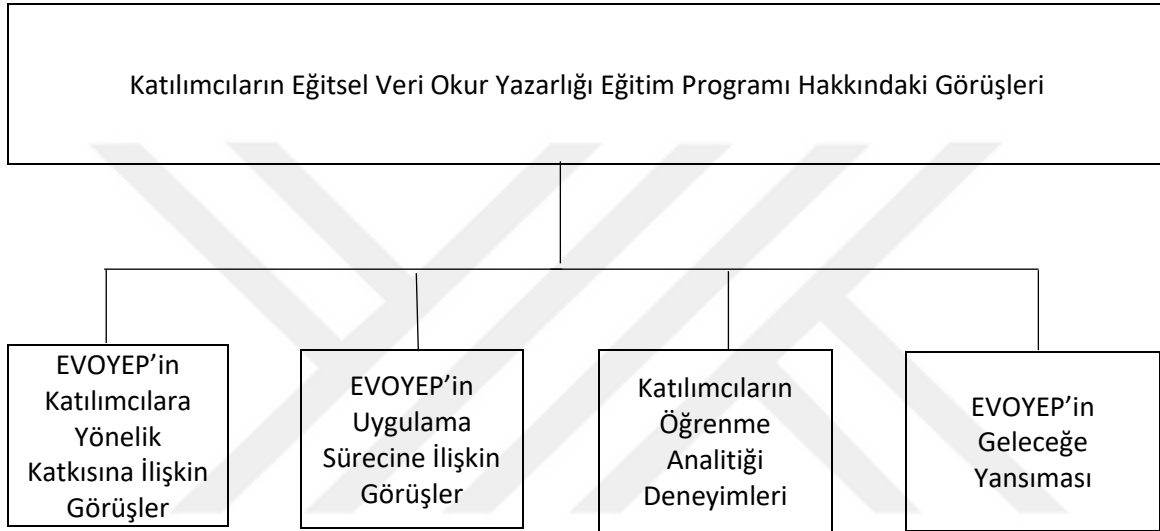 Katılımcıların Eğitsel Veri Okur Yazarlığı Eğitim Programı Hakkındaki Görüşleri
EVOYEP’in
Katılımcılara
Yönelik
Katkısına İlişkin
Görüşler
EVOYEP’in
Uygulama
Sürecine İlişkin
Görüşler
Katılımcıların
Öğrenme
Analitiği
Deneyimleri
EVOYEP’in
Geleceğe
Yansıması